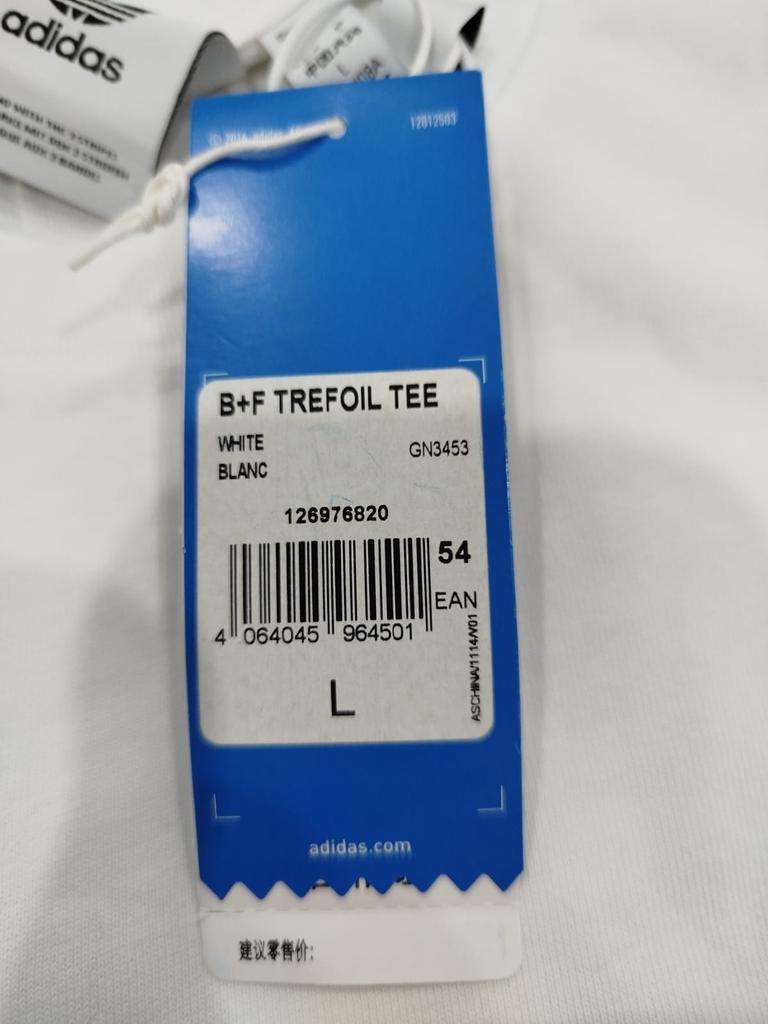 adidas
12012503
B+F TREFOIL TEE
WHITE
GN3453
BLANC
126976820
54
EAN
4 064045 964501
ASCHINA/1114/V01
L
adidas.com
建议零售价: